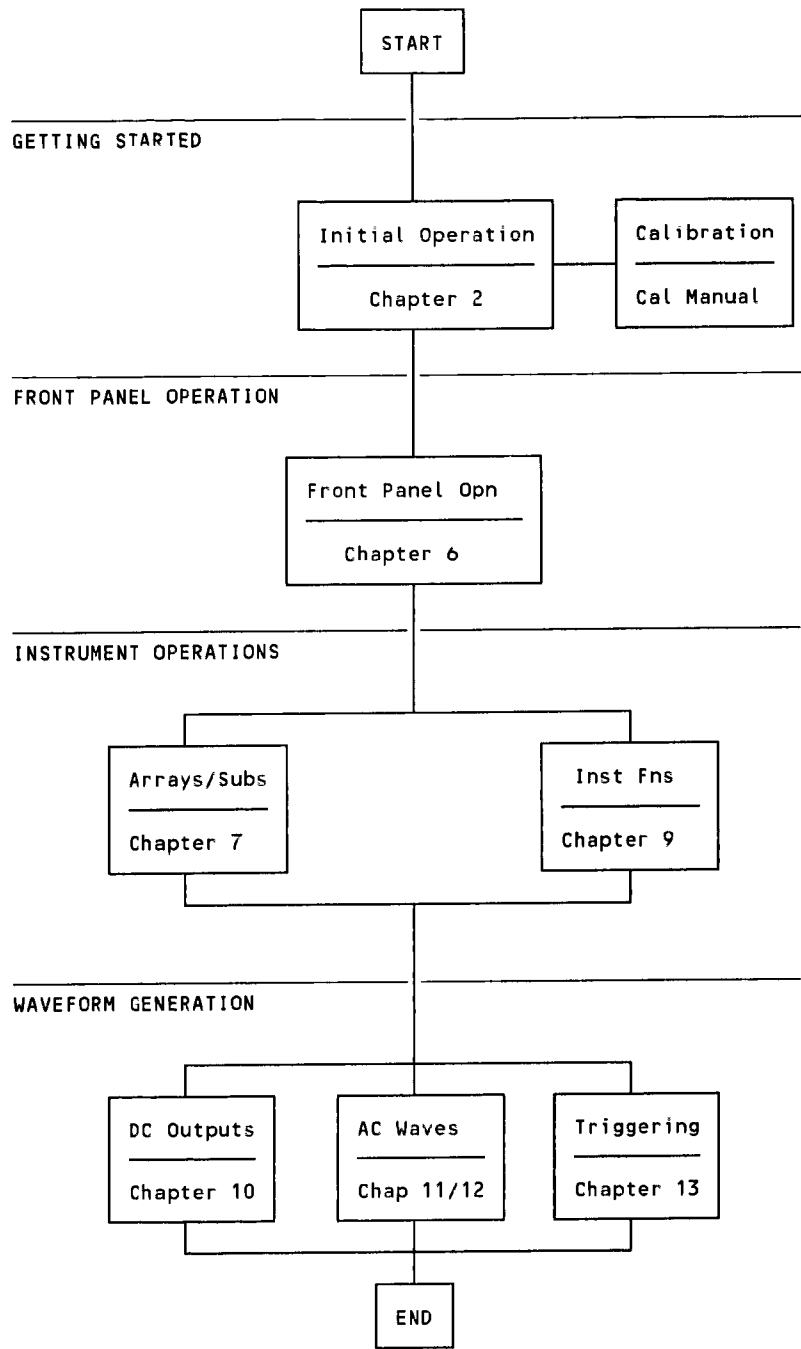 START
GETTING STARTED
Initial Operation
Chapter 2
Calibration
Cal Manual
FRONT PANEL OPERATION
Front Panel Opn
Chapter 6
INSTRUMENT OPERATIONS
Arrays/Subs
Chapter 7
Inst Fns
Chapter 9
WAVEFORM GENERATION
DC Outputs
Chapter 10
AC Waves
Chap 11/12
Triggering
Chapter 13
END